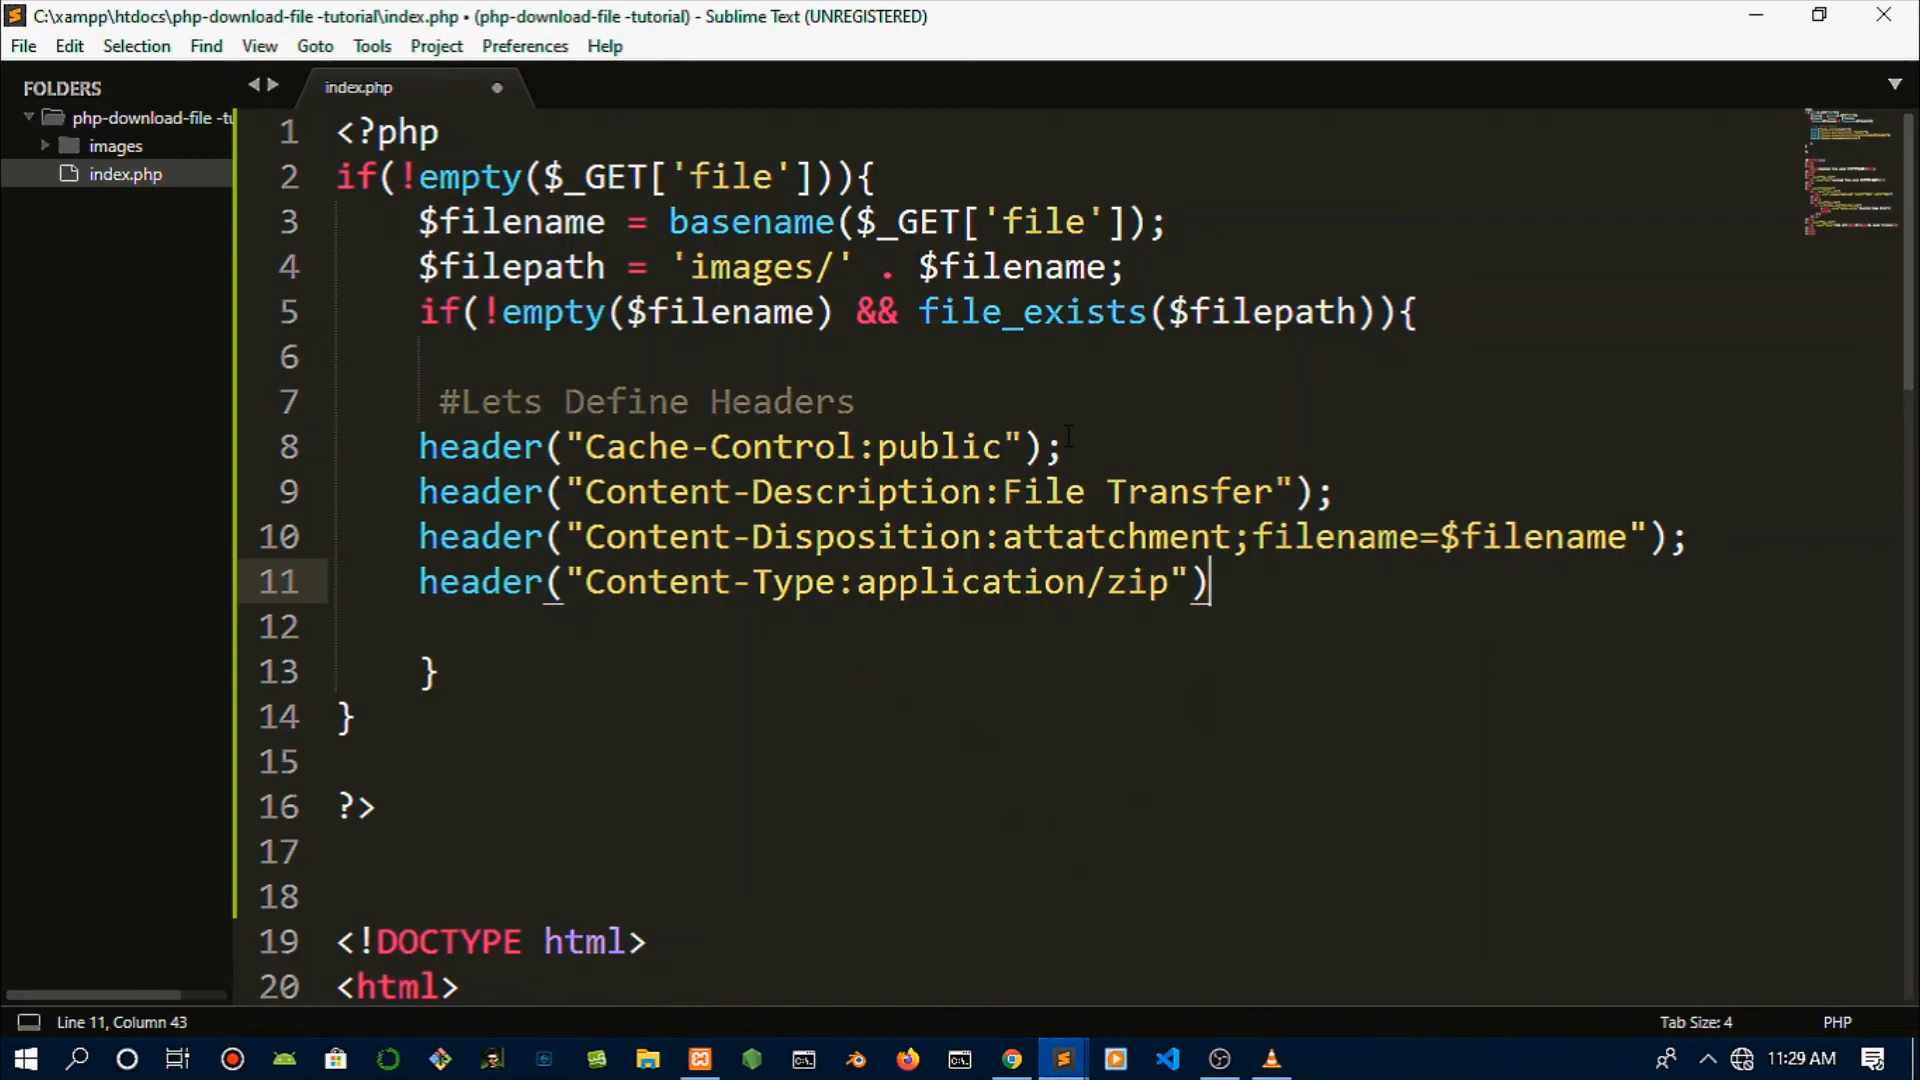 C:\xampp\htdocs\php-download-file -tutorial\index.php • (php-download-file -tutorial) - Sublime Text (UNREGISTERED)
File Edit Selection Find View Goto Tools Project Preferences Help
FOLDERS
php-download-file -tu
images
index.php
index.php
1 <?php
2 if(!empty($_GET['file'])){
3 $filename = basename($_GET['file']);
4 $filepath = 'images/' . $filename;
5 if(!empty($filename) && file_exists($filepath)){
6
7 #Lets Define Headers
8 header("Cache-Control:public");
9 header("Content-Description:File Transfer");
10 header("Content-Disposition:attatchment;filename=$filename");
11 header("Content-Type:application/zip")
12
13 }
14 }
15
16 ?>
17
18
19 <!DOCTYPE html>
20 <html>
Line 11, Column 43 Tab Size: 4 PHP
11:29 AM